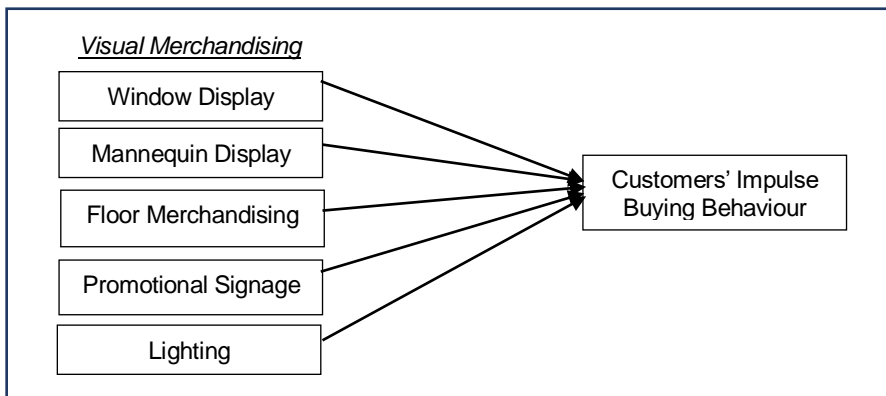 Visual Merchandising
Window Display
Mannequin Display
Floor Merchandising
Promotional Signage
Lighting
Customers' Impulse
Buying Behaviour